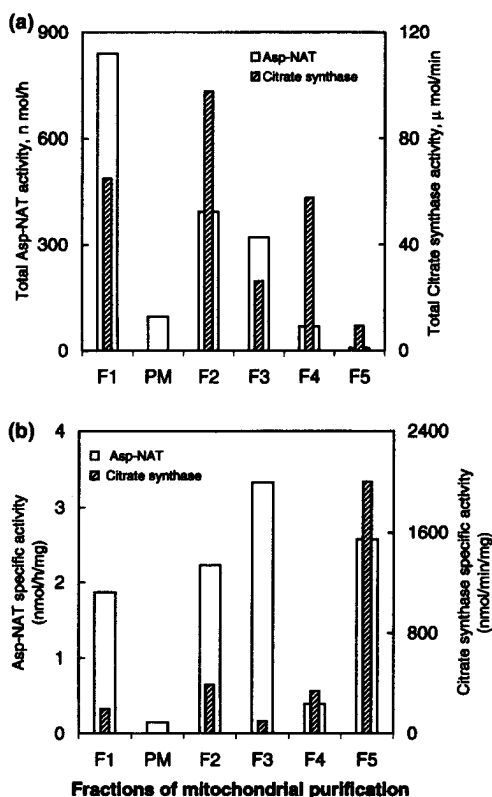 (a)
900
120
Asp-NAT
Citrate synthase
Total Asp-NAT activity, n mol/h
Total Citrate synthase activity, μ mol/min
600
80
300
40
0
0
F1 PM F2 F3 F4 F5
(b)
4
2400
Asp-NAT
Citrate synthase
Asp-NAT specific activity
(nmol/h/mg)
Citrate synthase specific activity
(nmol/min/mg)
3
1600
2
800
1
0
0
F1 PM F2 F3 F4 F5
Fractions of mitochondrial purification